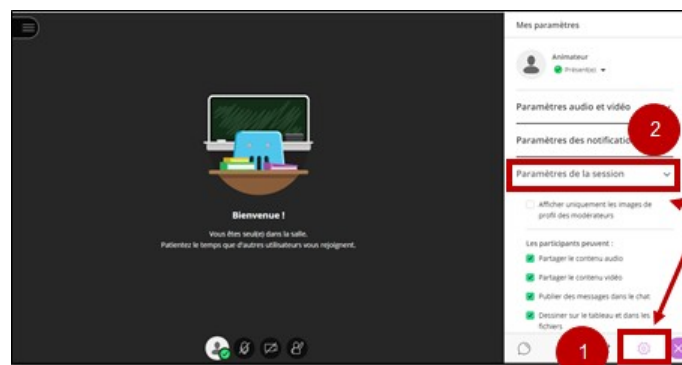 Mes paramètres
Animateur
Présent(e)
Paramètres audio et vidéo
2
Paramètres des notificatio
Paramètres de la session
Afficher uniquement les images de
profil des modérateurs
Bienvenue !
Vous êtes seul(e) dans la salle.
Patientez le temps que d'autres utilisateurs vous rejoignent.
Les participants peuvent :
Partager le contenu audio
Partager le contenu vidéo
Publier des messages dans le chat
Dessiner sur le tableau et dans les
fichiers
1